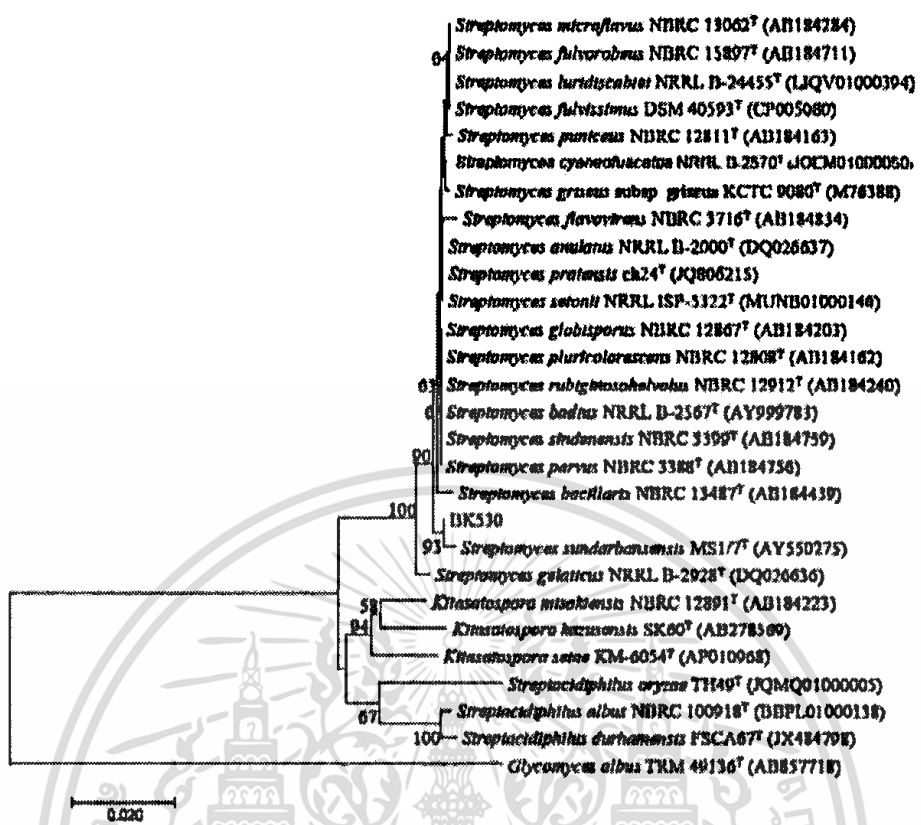 Streptomyces microflavus NBRC 13062T (AB184284)
Streptomyces fulvorobeus NBRC 15897T (AB184711)
64
Streptomyces luridiscabiei NRRL B-24455T (LIQV01000394)
Streptomyces fulvissimus DSM 40593T (CP005080)
Streptomyces puniceus NBRC 12811T (AB184163)
Streptomyces cyaneofuscatus NRRL B-2570T
Streptomyces griseus subsp griseus KCTC 9080T (M76388)
Streptomyces flavovirens NBRC 3716T (AB184834)
Streptomyces anulatus NRRL B-2000T (DQ026637)
Streptomyces pratensis ch24T (JQ806215)
Streptomyces setonii NRRL ISP-5322T (MUNB01000146)
Streptomyces globisporus NBRC 12867T (AB184203)
Streptomyces pluricolorescens NBRC 12808T (AB184162)
63 Streptomyces rubiginosohelvolus NBRC 12912T (AB184240)
Streptomyces badius NRRL B-2567T (AY999783)
Streptomyces sindenensis NBRC 3399T (AB184759)
90 Streptomyces parvus NBRC 3388T (AB184756)
Streptomyces bacillaris NBRC 13487T (AB184439)
100 BK530
93 Streptomyces sundarbansensis MS1/7T (AY550275)
Streptomyces gelaticus NRRL B-2928T (DQ026636)
58 Kitasatospora misakiensis NBRC 12891T (AB184223)
94 Kitasatospora kazusensis SK60T (AB278569)
Kitasatospora setae KM-6054T (AP010968)
Streptacidiphilus oryzae TH49T (JQMQ01000005)
67 Streptacidiphilus albus NBRC 100918T (BBPL01000138)
100 Streptacidiphilus durhamensis FSCA67T (JX484798)
Glycomyces albus TRM 49136T (AB857718)
0.020